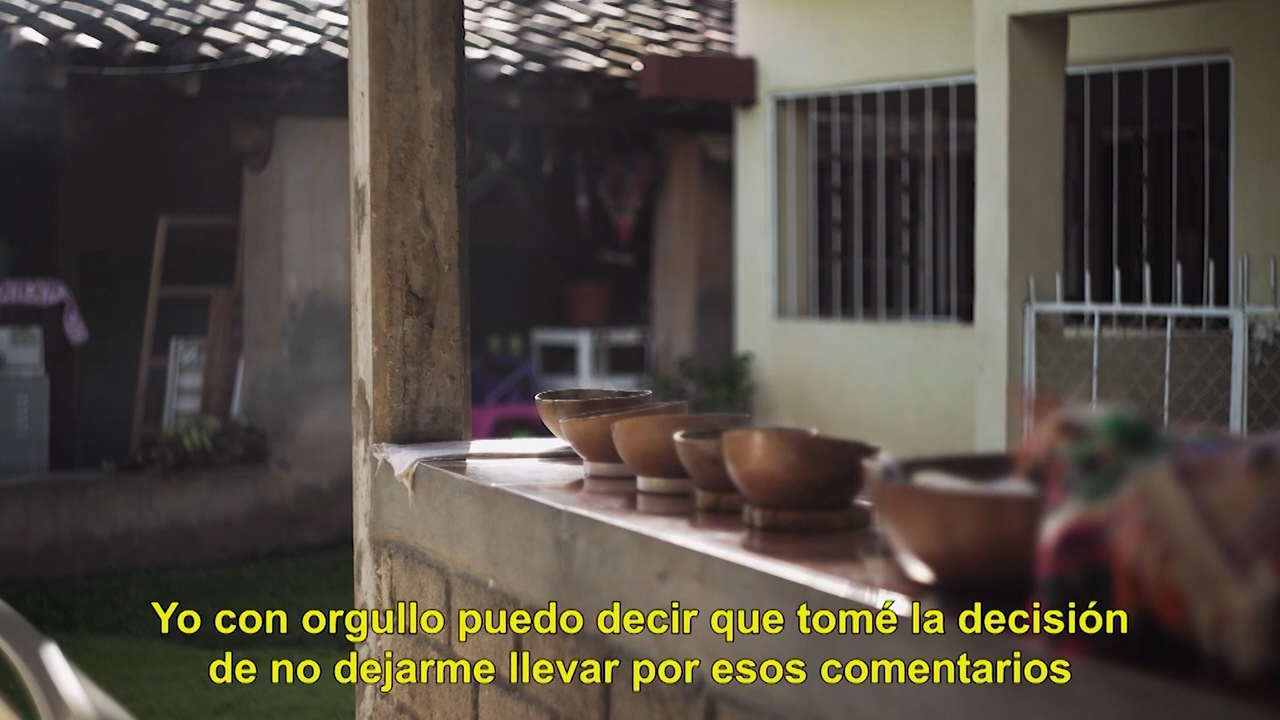 Yo con orgullo puedo decir que tomé la decisión
de no dejarme llevar por esos comentarios